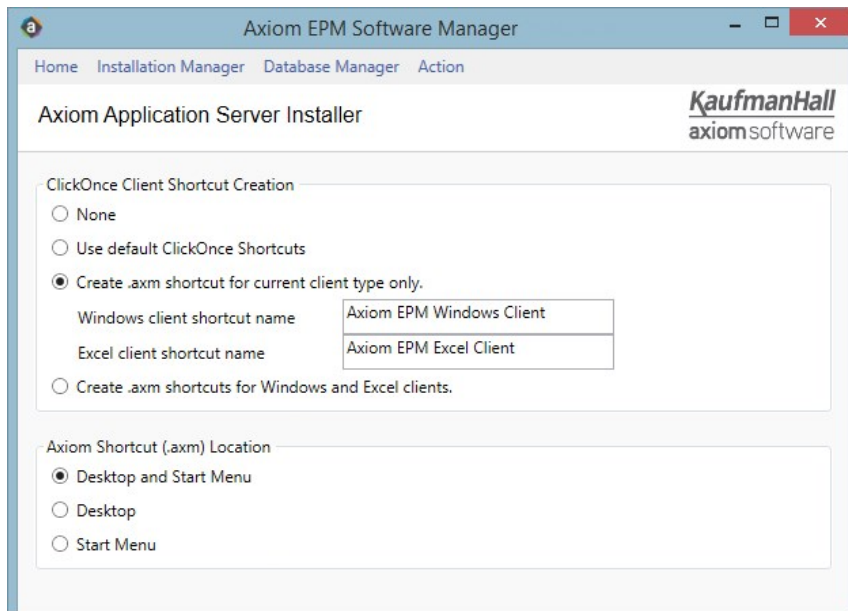 Axiom EPM Software Manager
Home Installation Manager Database Manager Action
Axiom Application Server Installer
KaufmanHall
axiom software
ClickOnce Client Shortcut Creation
None
Use default ClickOnce Shortcuts
Create .axm shortcut for current client type only.
Windows client shortcut name Axiom EPM Windows Client
Excel client shortcut name Axiom EPM Excel Client
Create .axm shortcuts for Windows and Excel clients.
Axiom Shortcut (.axm) Location
Desktop and Start Menu
Desktop
Start Menu